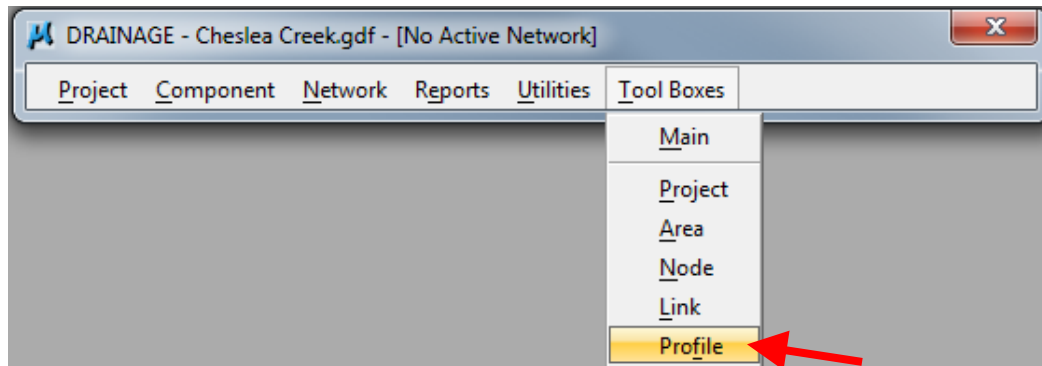 DRAINAGE - Cheslea Creek.gdf - [No Active Network]
Project Component Network Reports Utilities Tool Boxes
Main
Project
Area
Node
Link
Profile